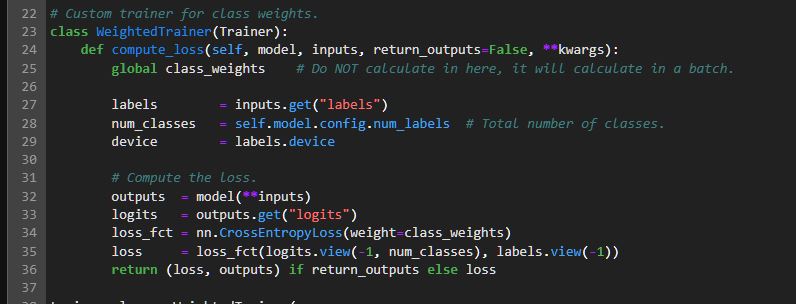 22 # Custom trainer for class weights.
23 class WeightedTrainer(Trainer):
24     def compute_loss(self, model, inputs, return_outputs=False, **kwargs):
25         global class_weights    # Do NOT calculate in here, it will calculate in a batch.
26
27         labels        = inputs.get("labels")
28         num_classes   = self.model.config.num_labels  # Total number of classes.
29         device        = labels.device
30
31         # Compute the loss.
32         outputs  = model(**inputs)
33         logits   = outputs.get("logits")
34         loss_fct = nn.CrossEntropyLoss(weight=class_weights)
35         loss     = loss_fct(logits.view(-1, num_classes), labels.view(-1))
36         return (loss, outputs) if return_outputs else loss
37